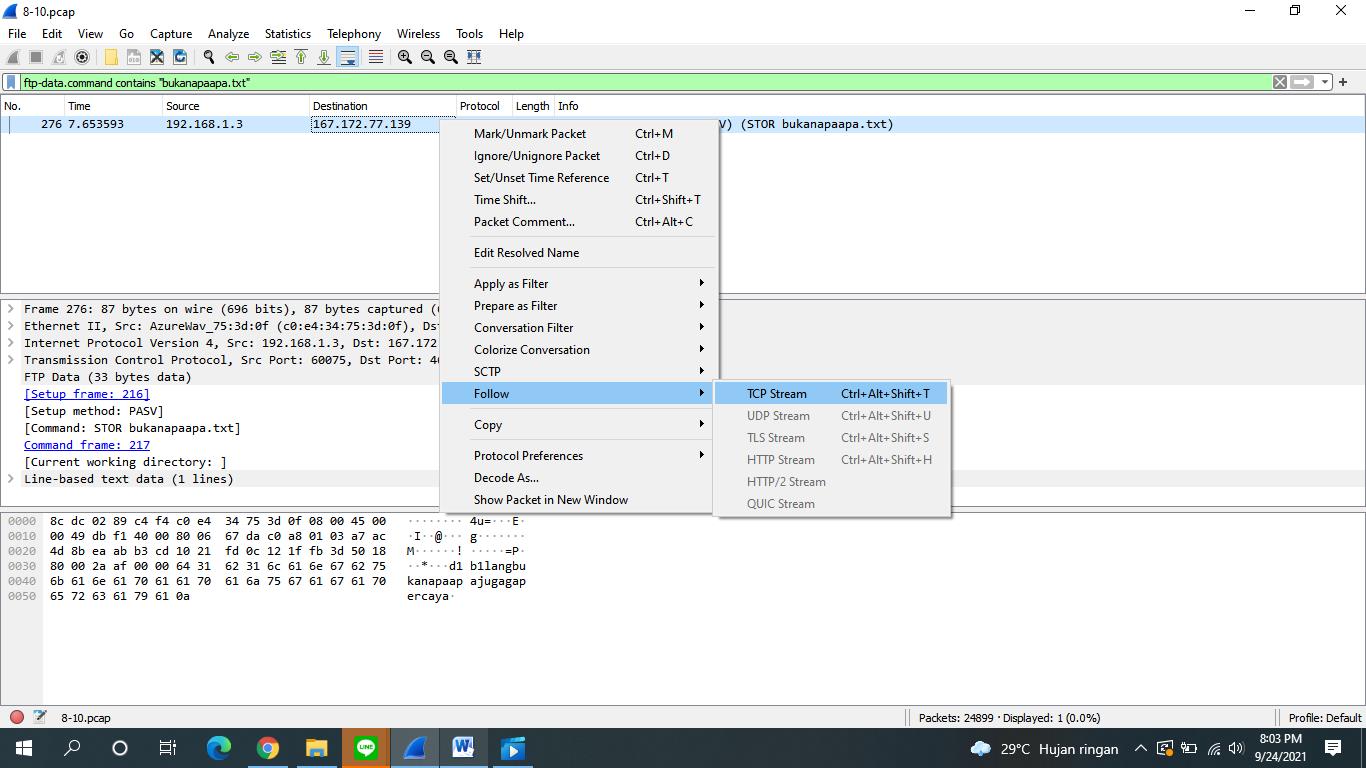 8-10.pcap
File Edit View Go Capture Analyze Statistics Telephony Wireless Tools Help
ftp-data.command contains "bukanapaapa.txt"
No. Time Source Destination Protocol Length Info
276 7.653593 192.168.1.3 167.172.77.139 V) (STOR bukanapaapa.txt)
Mark/Unmark Packet Ctrl+M
Ignore/Unignore Packet Ctrl+D
Set/Unset Time Reference Ctrl+T
Time Shift... Ctrl+Shift+T
Packet Comment... Ctrl+Alt+C
Edit Resolved Name
Apply as Filter
Prepare as Filter
Conversation Filter
Colorize Conversation
SCTP
Follow
Copy
Protocol Preferences
Decode As...
Show Packet in New Window
TCP Stream Ctrl+Alt+Shift+T
UDP Stream Ctrl+Alt+Shift+U
TLS Stream Ctrl+Alt+Shift+S
HTTP Stream Ctrl+Alt+Shift+H
HTTP/2 Stream
QUIC Stream
Frame 276: 87 bytes on wire (696 bits), 87 bytes captured (
Ethernet II, Src: AzureWav_75:3d:0f (c0:e4:34:75:3d:0f), Dst
Internet Protocol Version 4, Src: 192.168.1.3, Dst: 167.172
Transmission Control Protocol, Src Port: 60075, Dst Port: 4
FTP Data (33 bytes data)
[Setup frame: 216]
[Setup method: PASV]
[Command: STOR bukanapaapa.txt]
Command frame: 217
[Current working directory: ]
Line-based text data (1 lines)
0000 8c dc 02 89 c4 f4 c0 e4 34 75 3d 0f 08 00 45 00 ········ 4u=···E·
0010 00 49 db f1 40 00 80 06 67 da c0 a8 01 03 a7 ac ·I··@··· g·······
0020 4d 8b ea ab b3 cd 10 21 fd 0c 12 1f fb 3d 50 18 M······! ·····=P·
0030 80 00 2a af 00 00 64 31 62 31 6c 61 6e 67 62 75 ··*···d1 b1langbu
0040 6b 61 6e 61 70 61 61 70 61 6a 75 67 61 67 61 70 kanapaap ajugagap
0050 65 72 63 61 79 61 0a ercaya·
8-10.pcap Packets: 24899 · Displayed: 1 (0.0%) Profile: Default
29°C Hujan ringan
8:03 PM
9/24/2021